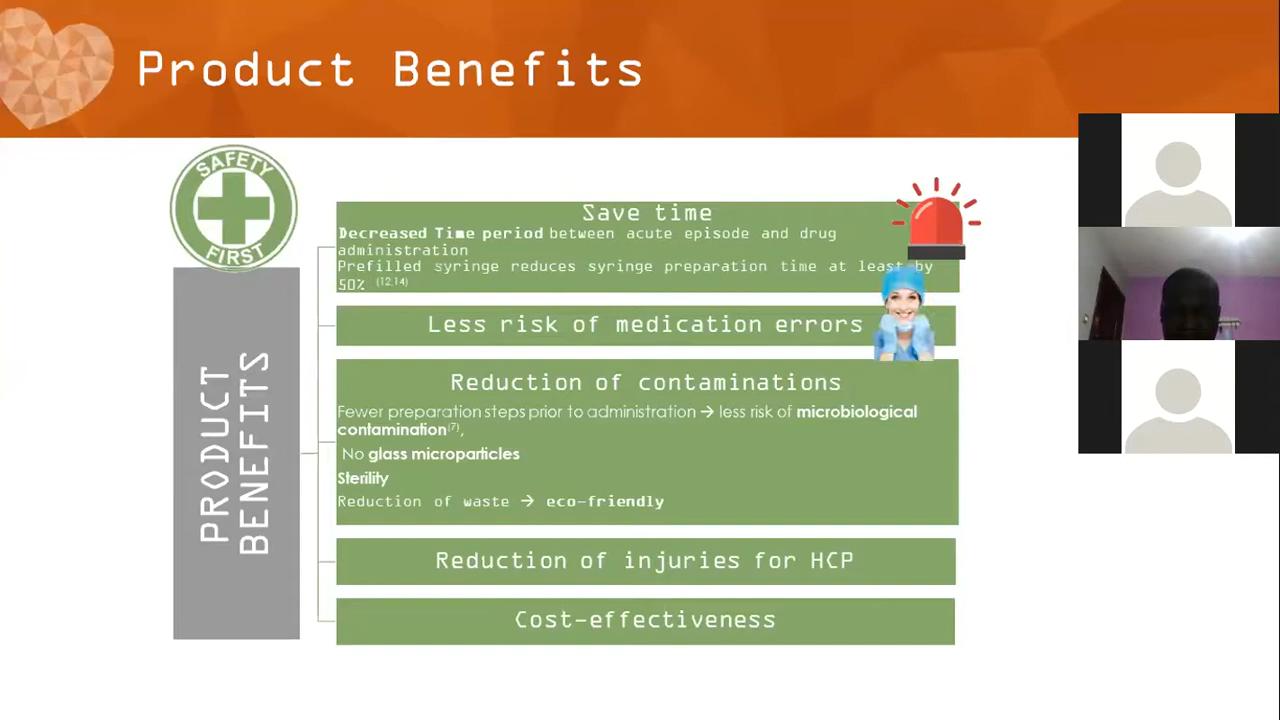 Product Benefits
SAFETY
FIRST
PRODUCT
BENEFITS
Save time
Decreased Time period between acute episode and drug
administration
Prefilled syringe reduces syringe preparation time at least by
50% (12,14)
Less risk of medication errors
Reduction of contaminations
Fewer preparation steps prior to administration → less risk of microbiological
contamination(7),
No glass microparticles
Sterility
Reduction of waste → eco-friendly
Reduction of injuries for HCP
Cost-effectiveness